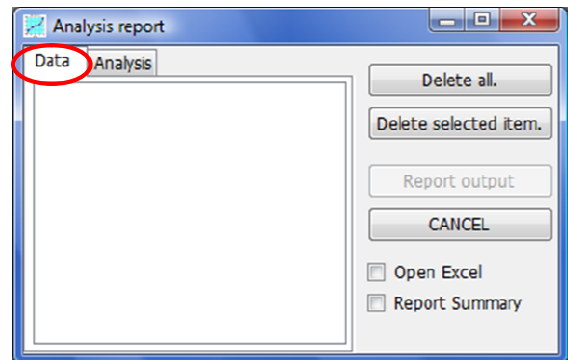 Analysis report
Data
Analysis
Delete all.
Delete selected item.
Report output
CANCEL
Open Excel
Report Summary